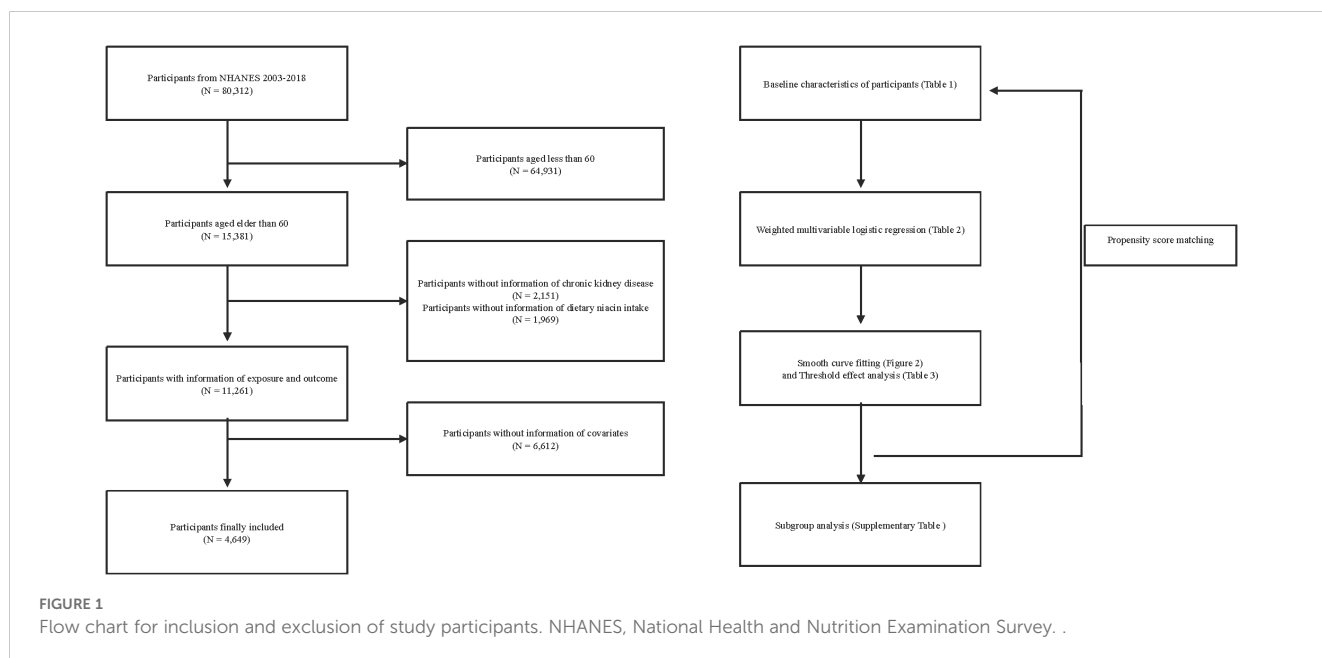 Participants from NHANES 2003-2018
(N = 80,312)
Participants aged less than 60
(N = 64,931)
Participants aged elder than 60
(N = 15,381)
Participants without information of chronic kidney disease
(N = 2,151)
Participants without information of dietary niacin intake
(N = 1,969)
Participants with information of exposure and outcome
(N = 11,261)
Participants without information of covariates
(N = 6,612)
Participants finally included
(N = 4,649)
Baseline characteristics of participants (Table 1)
Weighted multivariable logistic regression (Table 2)
Propensity score matching
Smooth curve fitting (Figure 2)
and Threshold effect analysis (Table 3)
Subgroup analysis (Supplementary Table )
FIGURE 1
Flow chart for inclusion and exclusion of study participants. NHANES, National Health and Nutrition Examination Survey. .